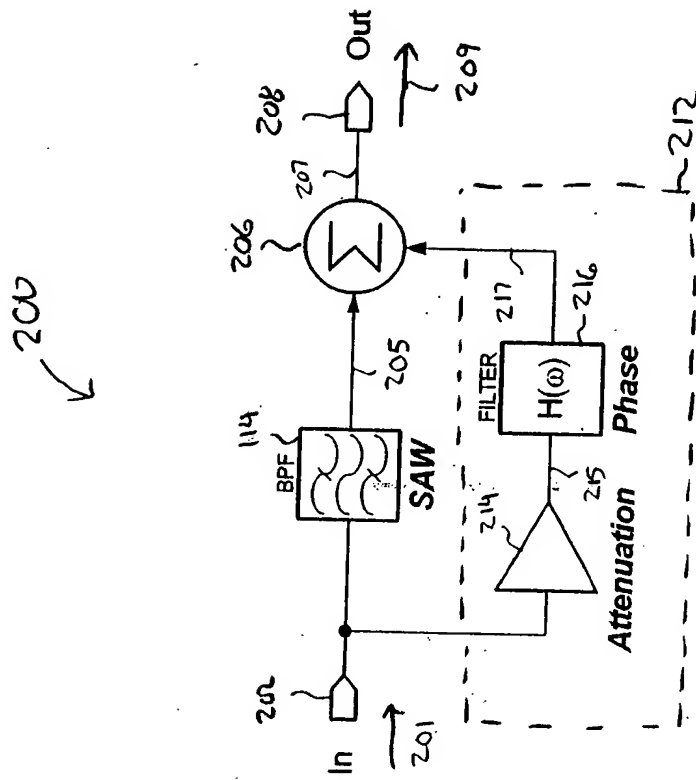 200
In
201
202
114
BPF
SAW
205
206
Σ
207
208
Out
209
214
Attenuation
215
FILTER
H(ω)
Phase
216
217
212